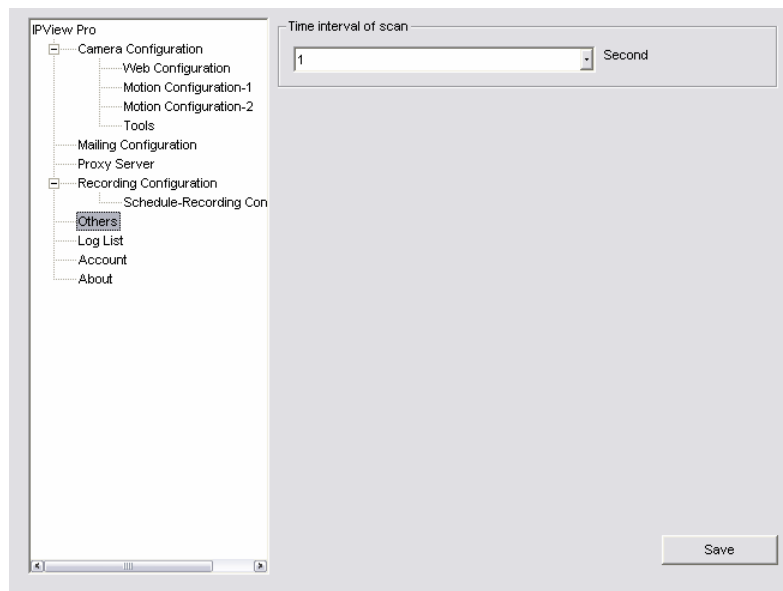 IPView Pro
Camera Configuration
Web Configuration
Motion Configuration-1
Motion Configuration-2
Tools
Mailing Configuration
Proxy Server
Recording Configuration
Schedule-Recording Con
Others
Log List
Account
About
Time interval of scan
1 Second
Save